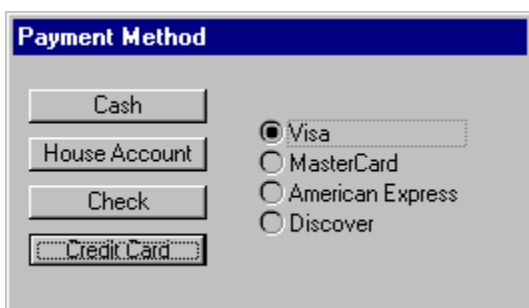 Payment Method
Cash
House Account
Check
Credit Card
Visa
MasterCard
American Express
Discover